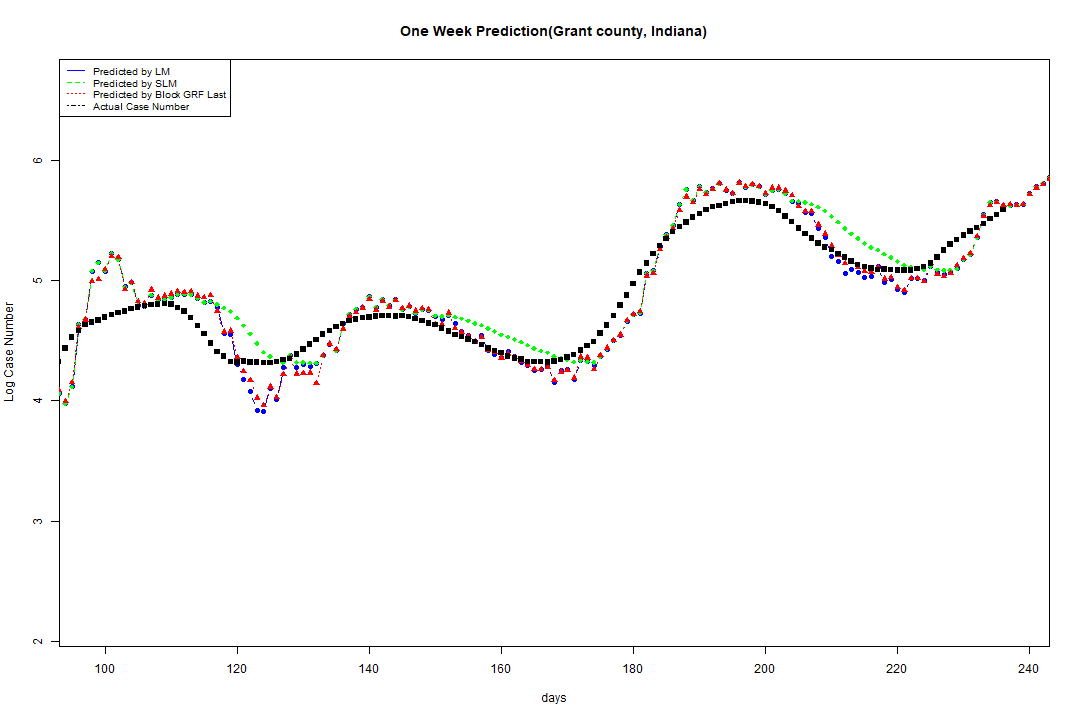 One Week Prediction(Grant county, Indiana)
Predicted by LM
Predicted by SLM
Predicted by Block GRF Last
Actual Case Number
Log Case Number
6
5
4
3
2
100 120 140 160 180 200 220 240
days